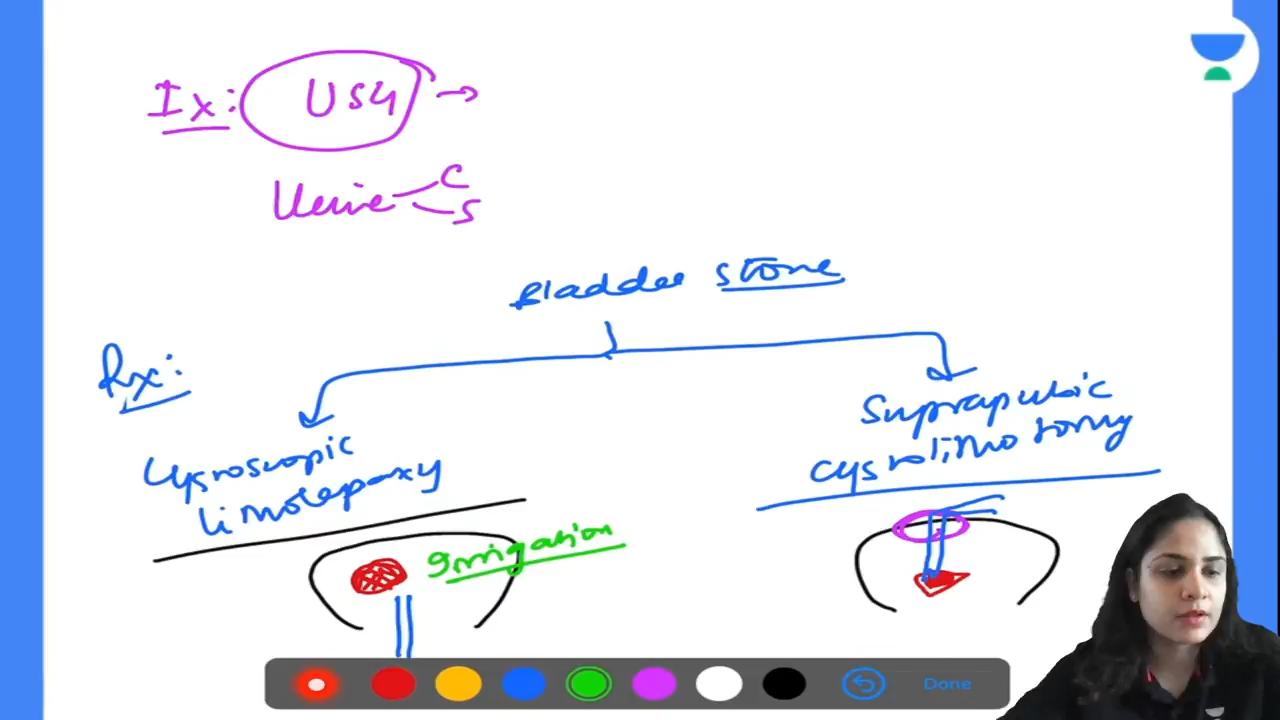 Ix: USG →
Urine C
S
Bladder stone
Rx:
Cystoscopic
litholapaxy
Suprapubic
cystolithotomy
Irrigation
Done